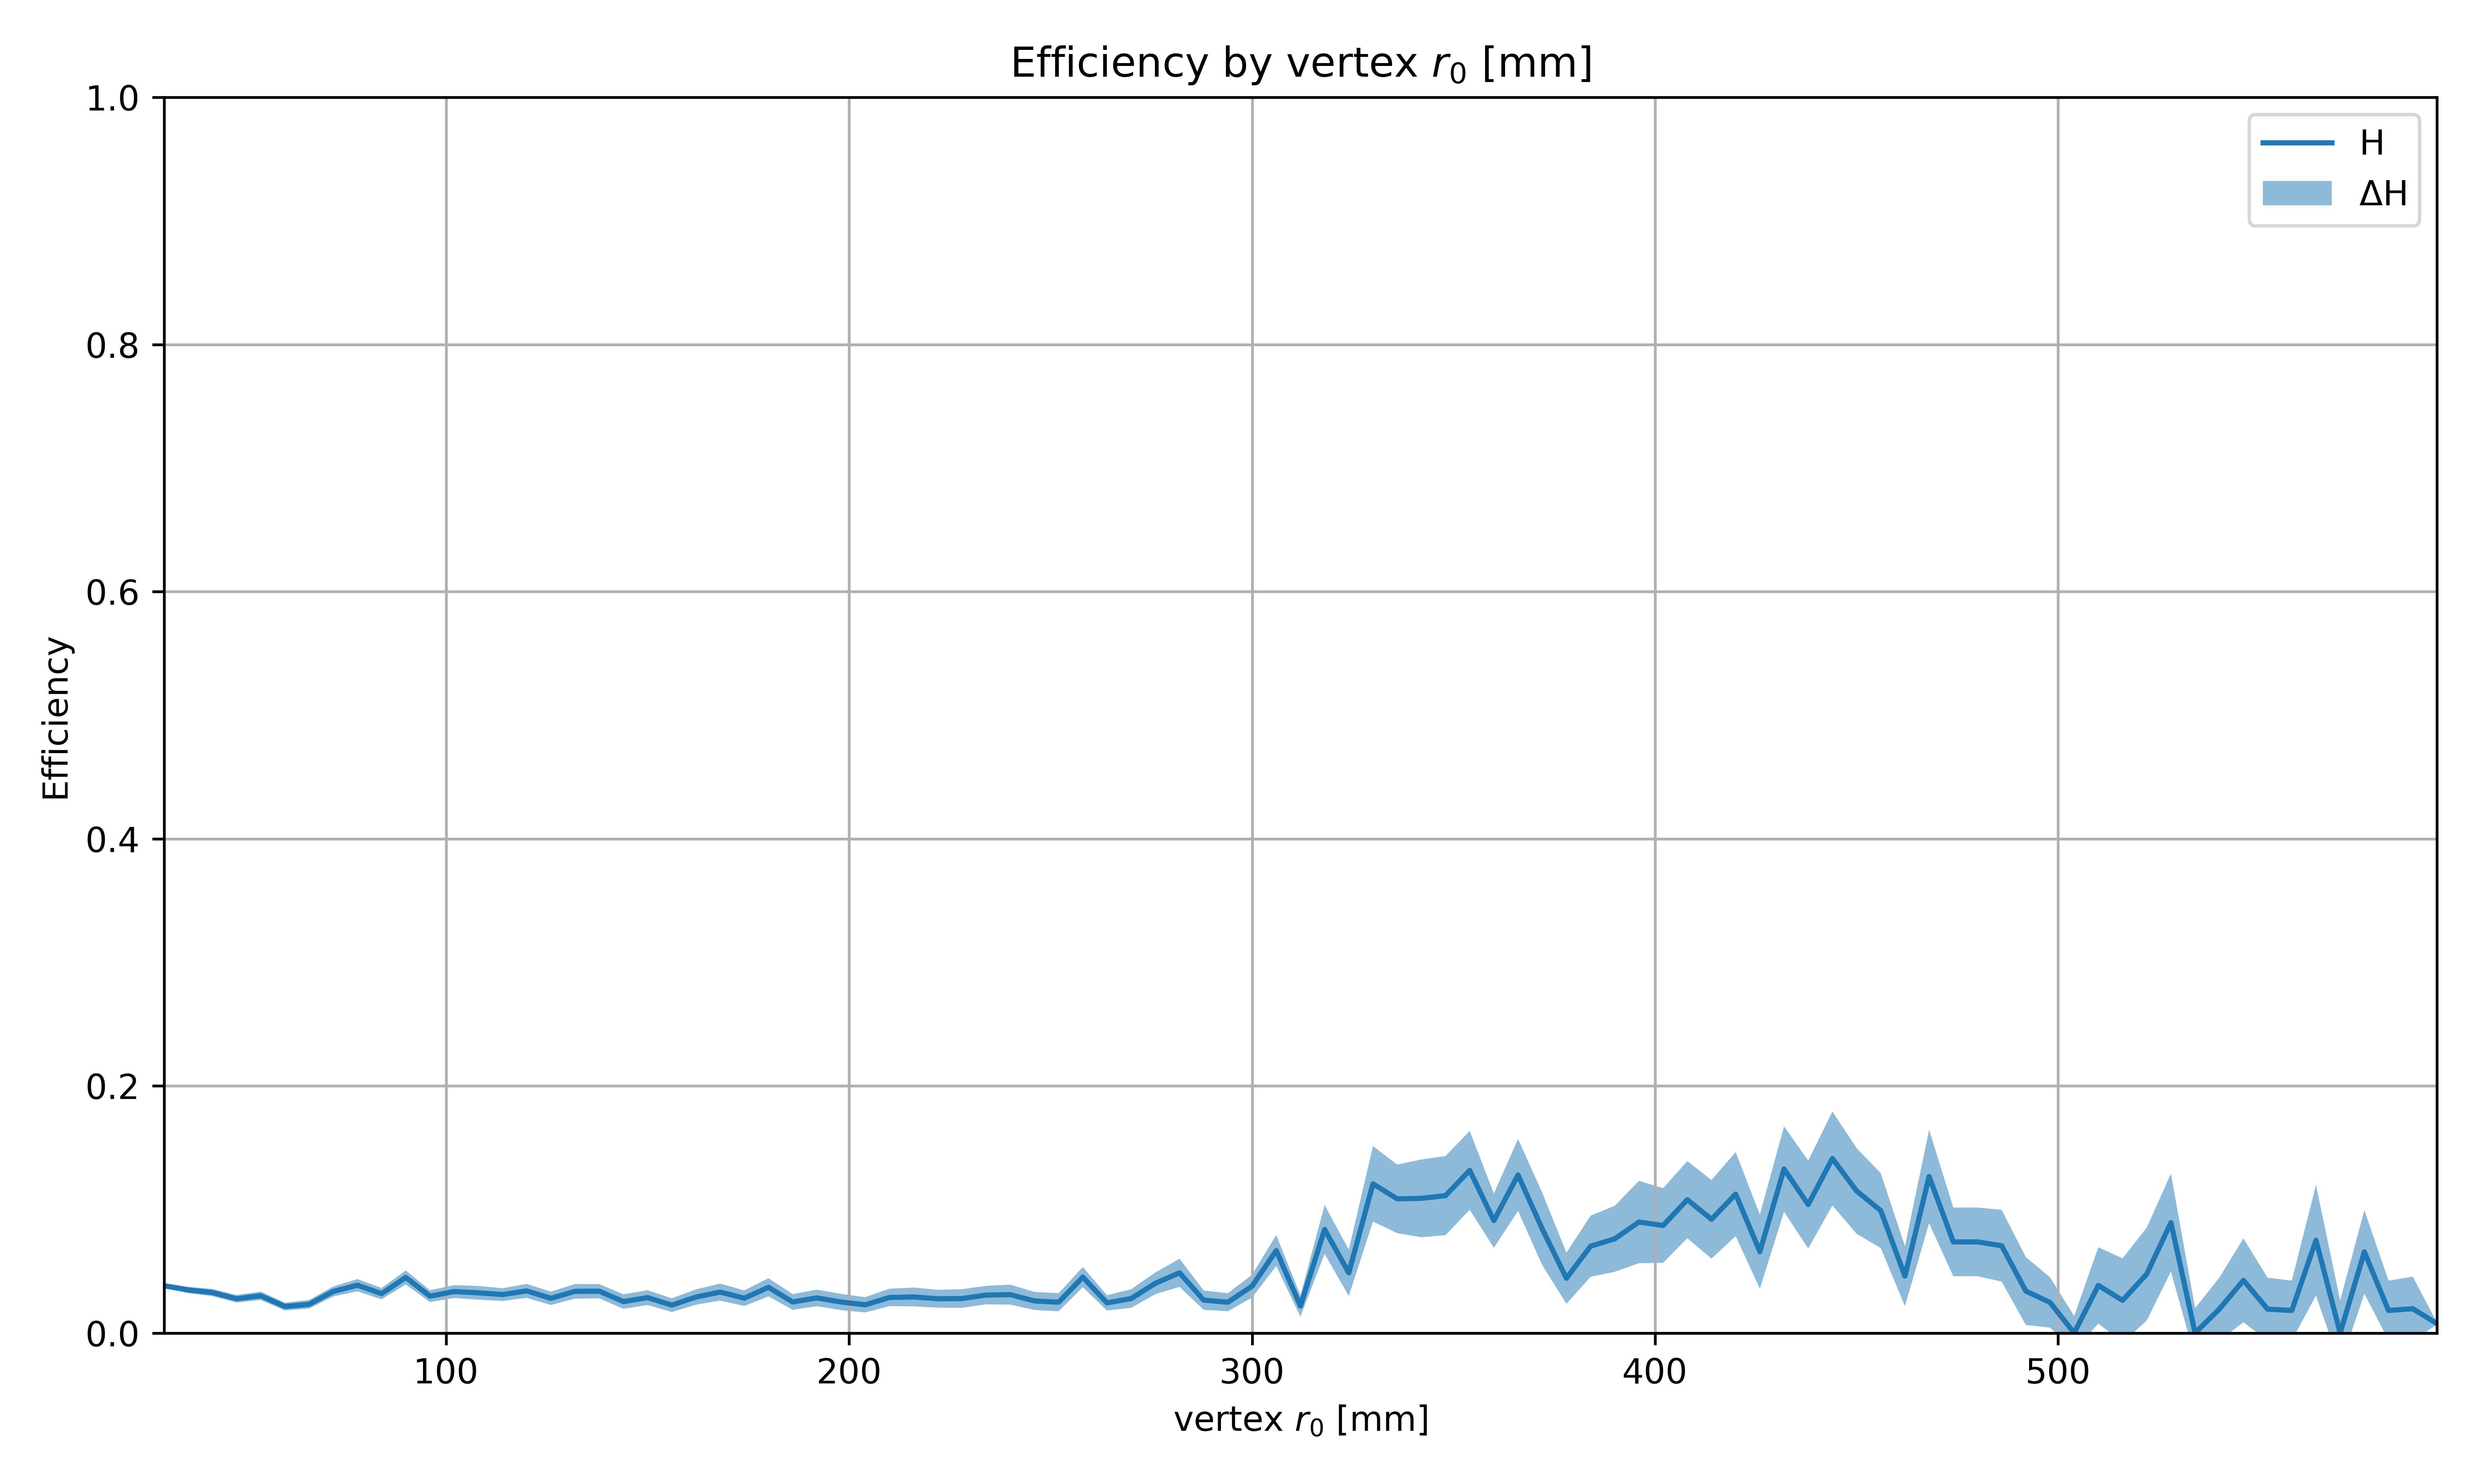 Efficiency by vertex r₀ [mm]
1.0
0.8
0.6
0.4
0.2
0.0
Efficiency
H
ΔH
100 200 300 400 500
vertex r₀ [mm]